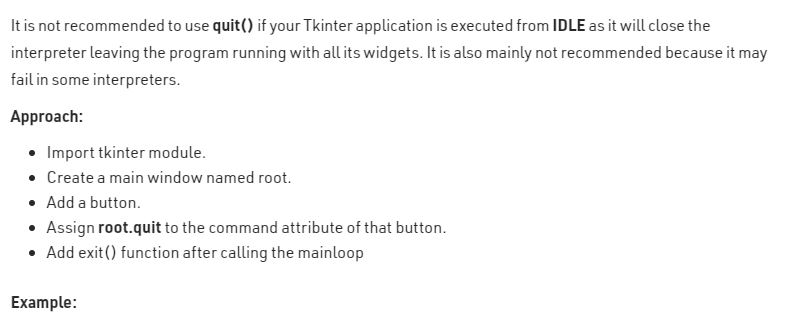 It is not recommended to use quit() if your Tkinter application is executed from IDLE as it will close the
interpreter leaving the program running with all its widgets. It is also mainly not recommended because it may
fail in some interpreters.
Approach:
• Import tkinter module.
• Create a main window named root.
• Add a button.
• Assign root.quit to the command attribute of that button.
• Add exit() function after calling the mainloop
Example: